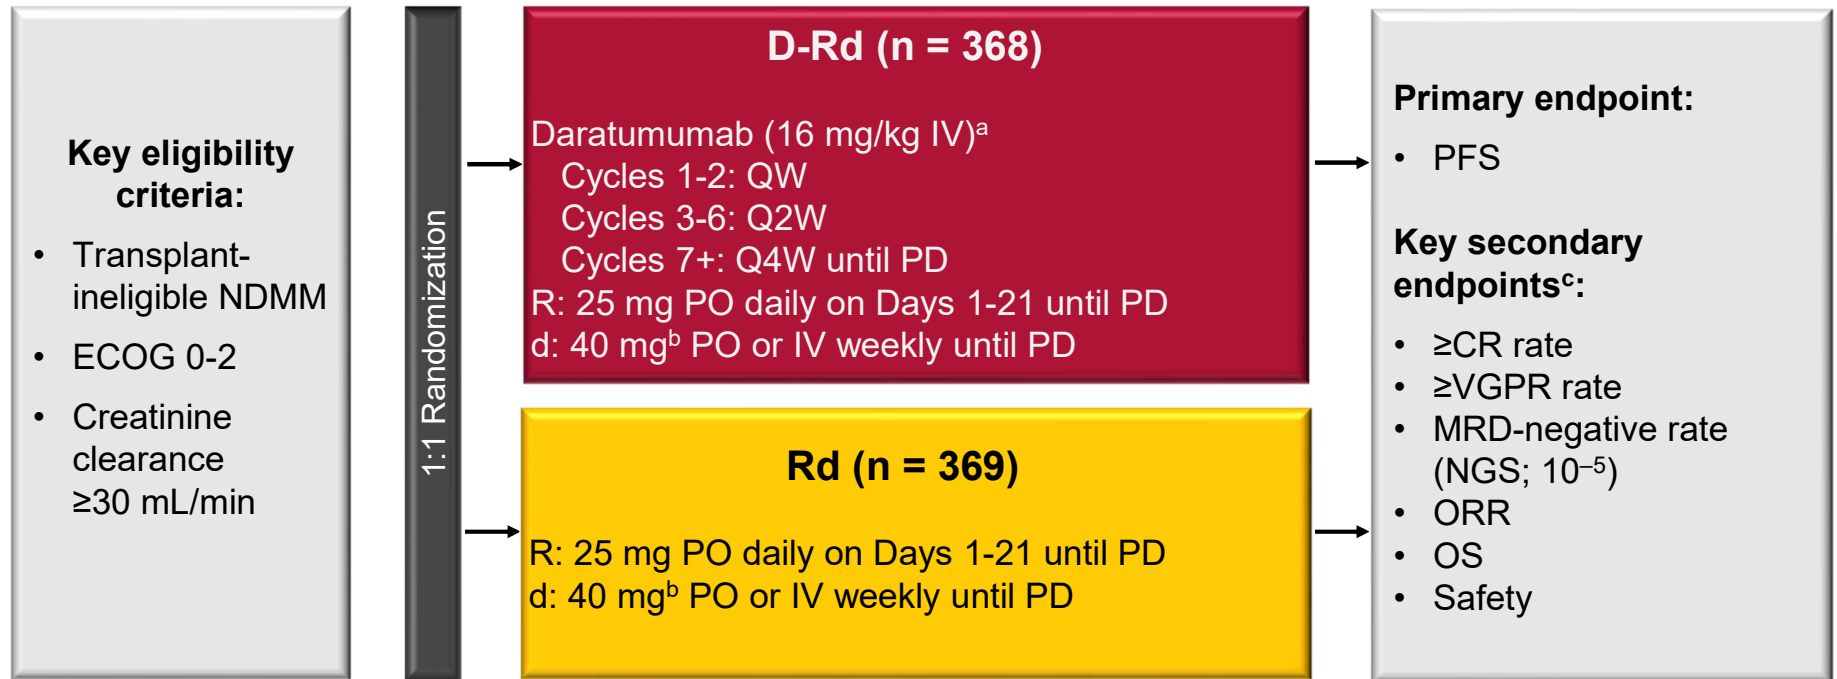 Key eligibility
criteria:
• Transplant-
ineligible NDMM
• ECOG 0-2
• Creatinine
clearance
≥30 mL/min
1:1 Randomization
D-Rd (n = 368)
Daratumumab (16 mg/kg IV)ᵃ
Cycles 1-2: QW
Cycles 3-6: Q2W
Cycles 7+: Q4W until PD
R: 25 mg PO daily on Days 1-21 until PD
d: 40 mgᵇ PO or IV weekly until PD
Rd (n = 369)
R: 25 mg PO daily on Days 1-21 until PD
d: 40 mgᵇ PO or IV weekly until PD
Primary endpoint:
• PFS
Key secondary
endpointsᶜ:
• ≥CR rate
• ≥VGPR rate
• MRD-negative rate
(NGS; 10⁻⁵)
• ORR
• OS
• Safety